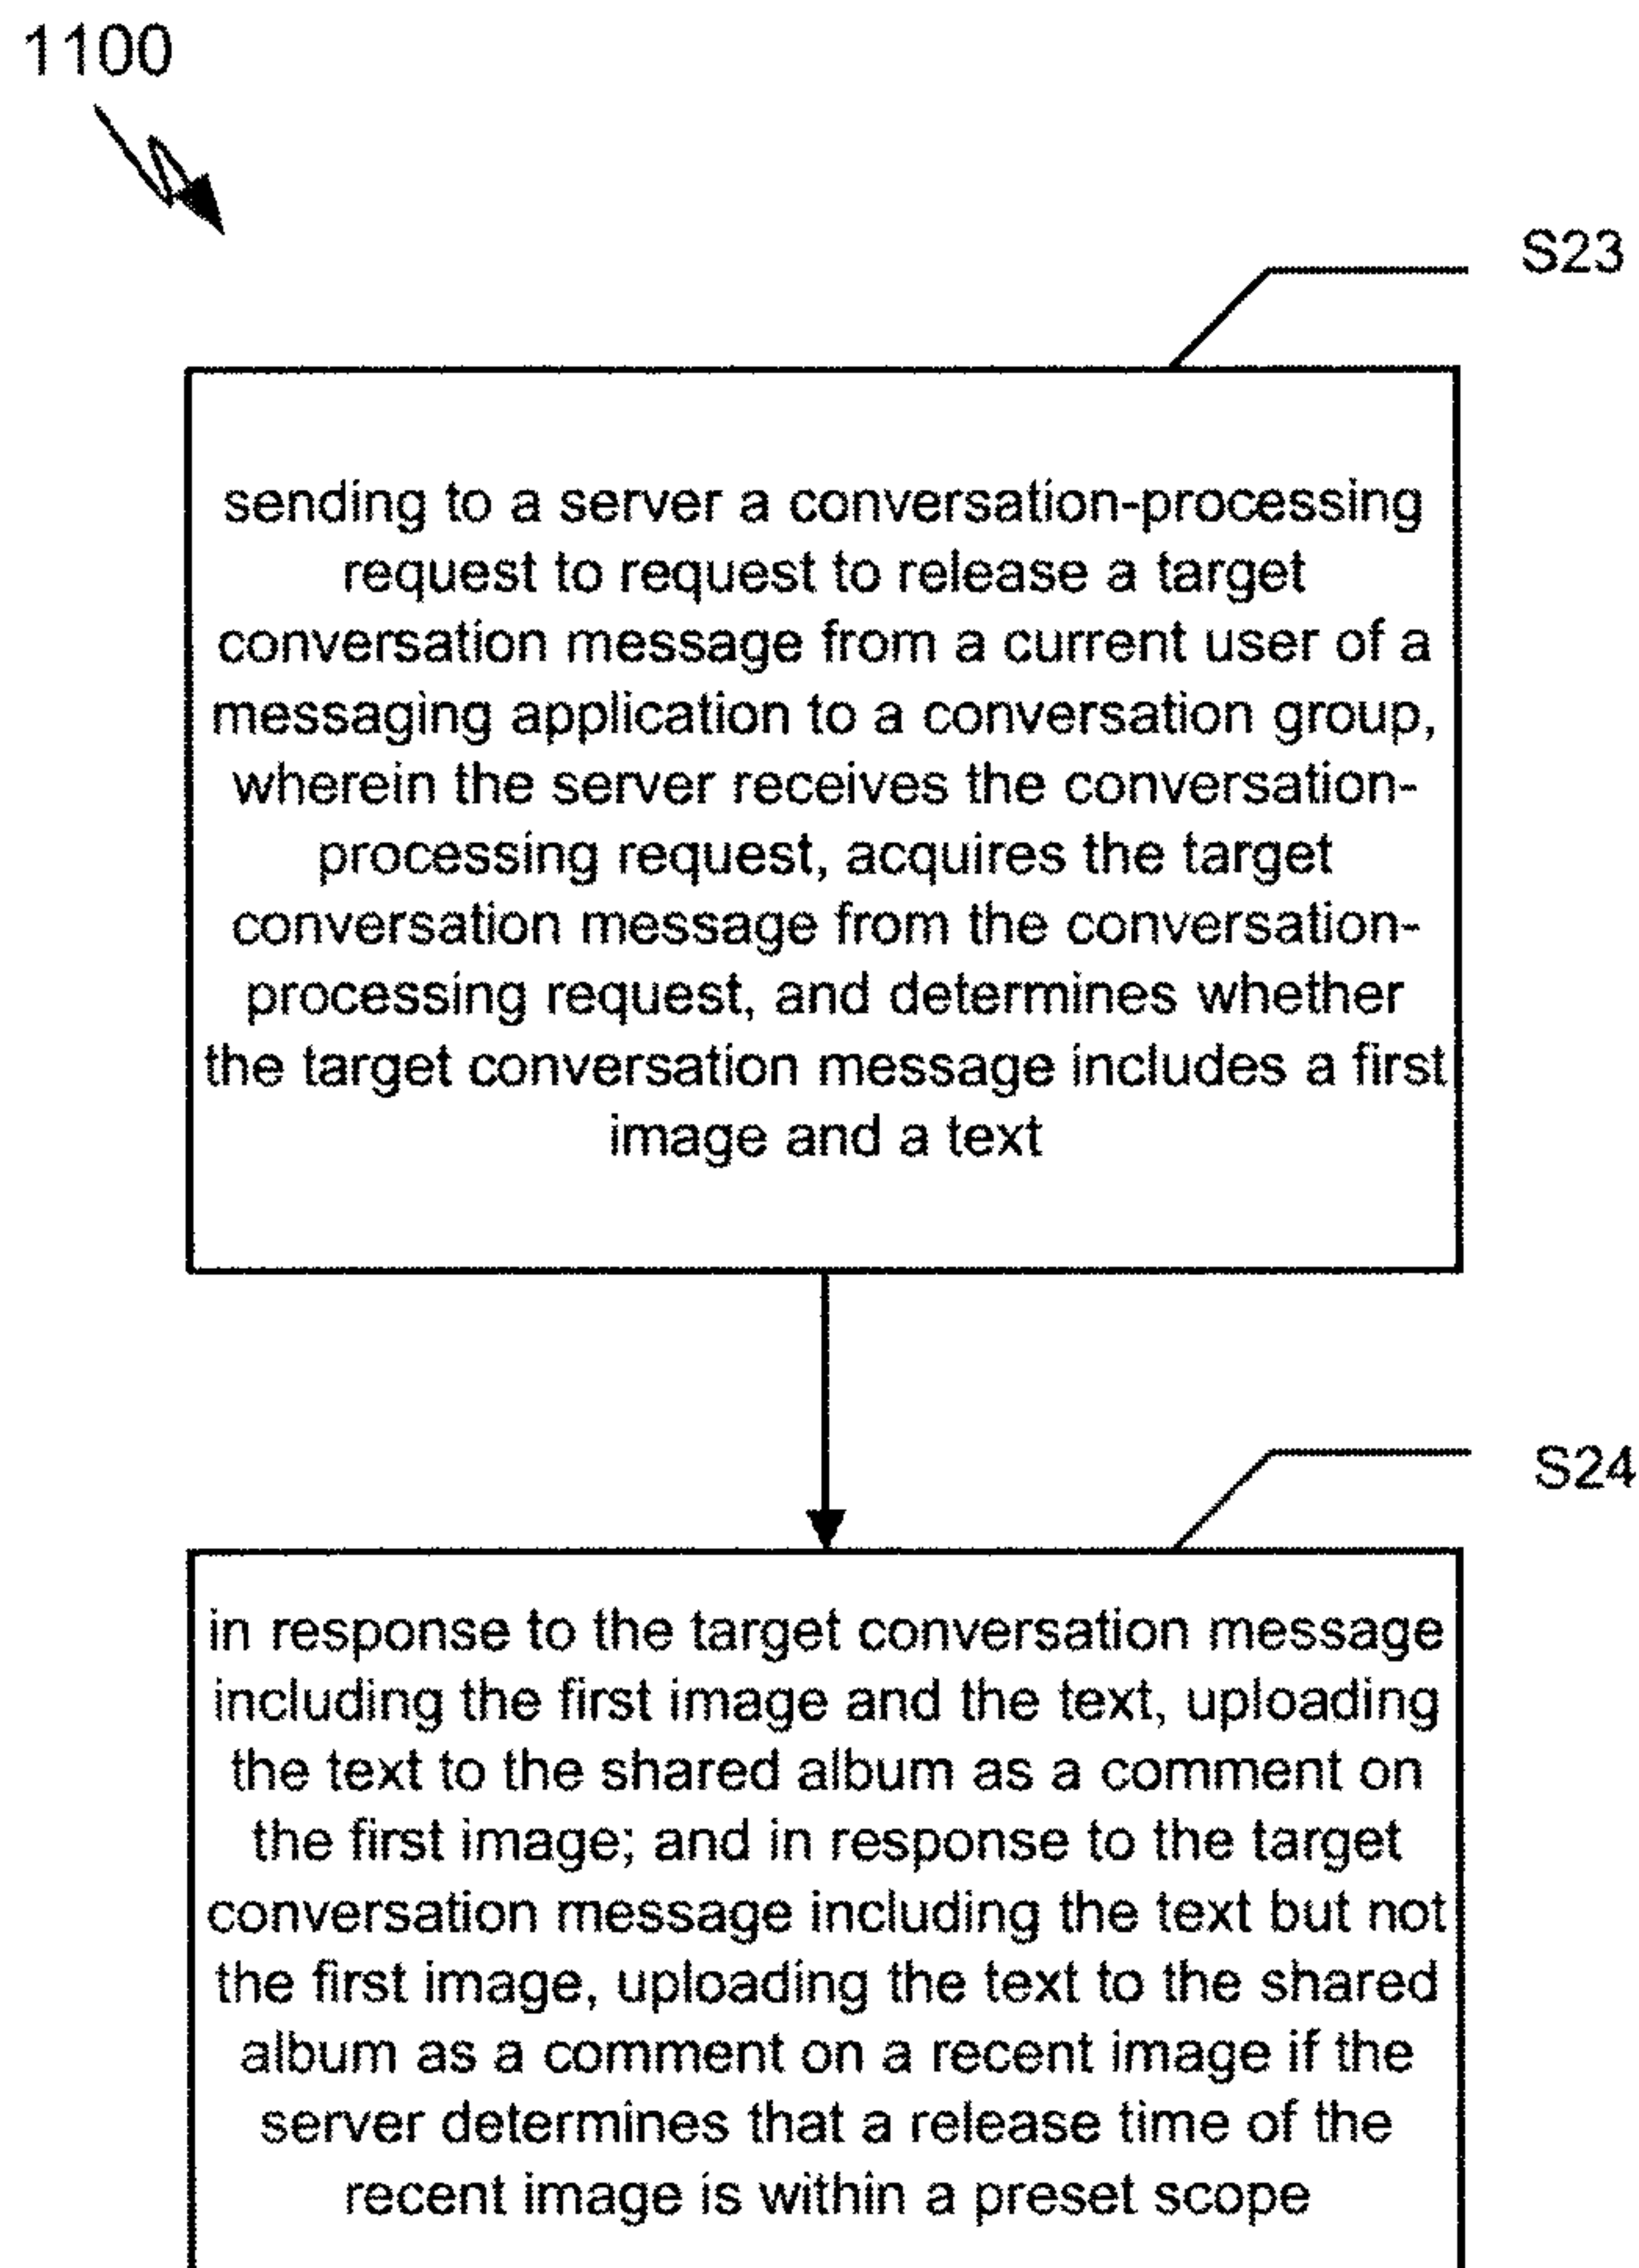 1100
S23
sending to a server a conversation-processing
request to request to release a target
conversation message from a current user of a
messaging application to a conversation group,
wherein the server receives the conversation-
processing request, acquires the target
conversation message from the conversation-
processing request, and determines whether
the target conversation message includes a first
image and a text
S24
in response to the target conversation message
including the first image and the text, uploading
the text to the shared album as a comment on
the first image; and in response to the target
conversation message including the text but not
the first image, uploading the text to the shared
album as a comment on a recent image if the
server determines that a release time of the
recent image is within a preset scope